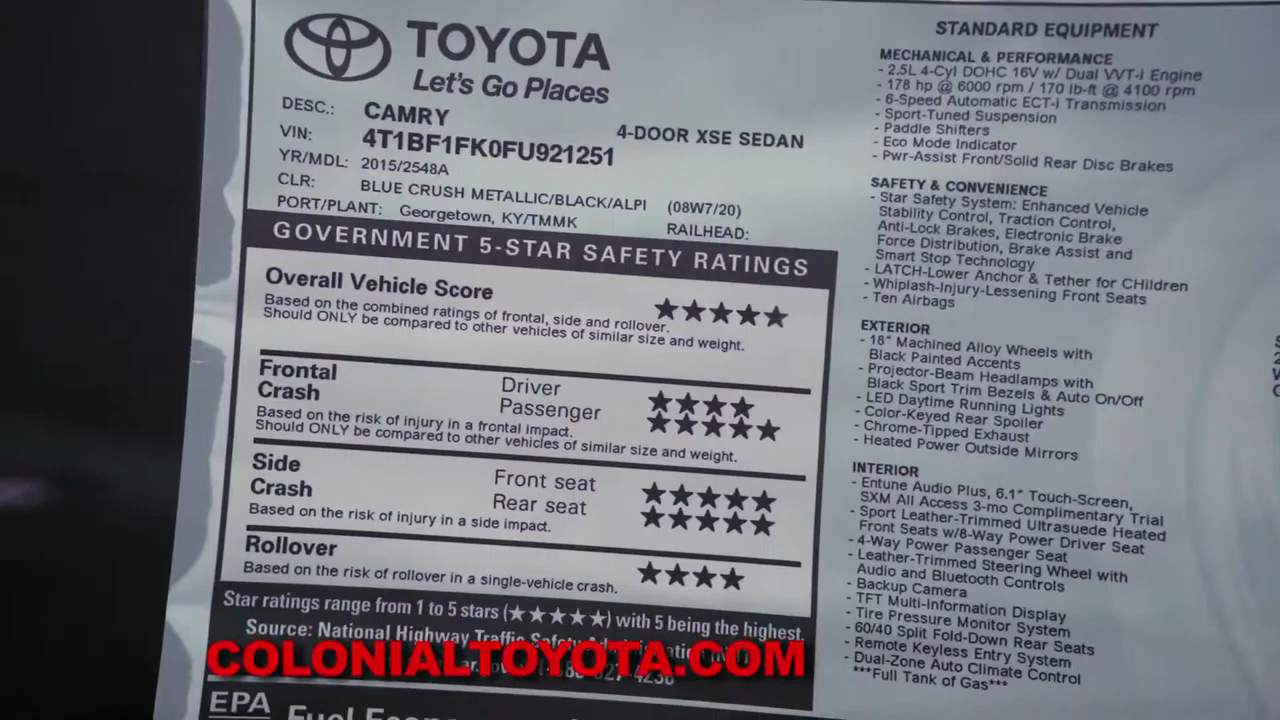 TOYOTA
Let's Go Places
DESC.: CAMRY 4-DOOR XSE SEDAN
VIN: 4T1BF1FK0FU921251
YR/MDL: 2015/2548A
CLR: BLUE CRUSH METALLIC/BLACK/ALPI (08W7/20)
PORT/PLANT: Georgetown, KY/TMMK RAILHEAD:
GOVERNMENT 5-STAR SAFETY RATINGS
Overall Vehicle Score ★★★★★
Based on the combined ratings of frontal, side and rollover.
Should ONLY be compared to other vehicles of similar size and weight.
Frontal Driver ★★★★
Crash Passenger ★★★★★
Based on the risk of injury in a frontal impact.
Should ONLY be compared to other vehicles of similar size and weight.
Side Front seat ★★★★★
Crash Rear seat ★★★★★
Based on the risk of injury in a side impact.
Rollover ★★★★
Based on the risk of rollover in a single-vehicle crash.
Star ratings range from 1 to 5 stars (★★★★★) with 5 being the highest.
Source: National Highway Traffic Safety
COLONIALTOYOTA.COM
EPA
Fuel
STANDARD EQUIPMENT
MECHANICAL & PERFORMANCE
- 2.5L 4-Cyl DOHC 16V w/ Dual VVT-i Engine
- 178 hp @ 6000 rpm / 170 lb-ft @ 4100 rpm
- 6-Speed Automatic ECT-i Transmission
- Sport-Tuned Suspension
- Paddle Shifters
- Eco Mode Indicator
- Pwr-Assist Front/Solid Rear Disc Brakes
SAFETY & CONVENIENCE
- Star Safety System: Enhanced Vehicle
Stability Control, Traction Control,
Anti-Lock Brakes, Electronic Brake
Force Distribution, Brake Assist and
Smart Stop Technology
- LATCH-Lower Anchor & Tether for CHildren
- Whiplash-Injury-Lessening Front Seats
- Ten Airbags
EXTERIOR
- 18" Machined Alloy Wheels with
Black Painted Accents
- Projector-Beam Headlamps with
Black Sport Trim Bezels & Auto On/Off
- LED Daytime Running Lights
- Color-Keyed Rear Spoiler
- Chrome-Tipped Exhaust
- Heated Power Outside Mirrors
INTERIOR
- Entune Audio Plus, 6.1" Touch-Screen,
SXM All Access 3-mo Complimentary Trial
- Sport Leather-Trimmed Ultrasuede Heated
Front Seats w/8-Way Power Driver Seat
- 4-Way Power Passenger Seat
- Leather-Trimmed Steering Wheel with
Audio and Bluetooth Controls
- Backup Camera
- TFT Multi-Information Display
- Tire Pressure Monitor System
- 60/40 Split Fold-Down Rear Seats
- Remote Keyless Entry System
- Dual-Zone Auto Climate Control
***Full Tank of Gas***